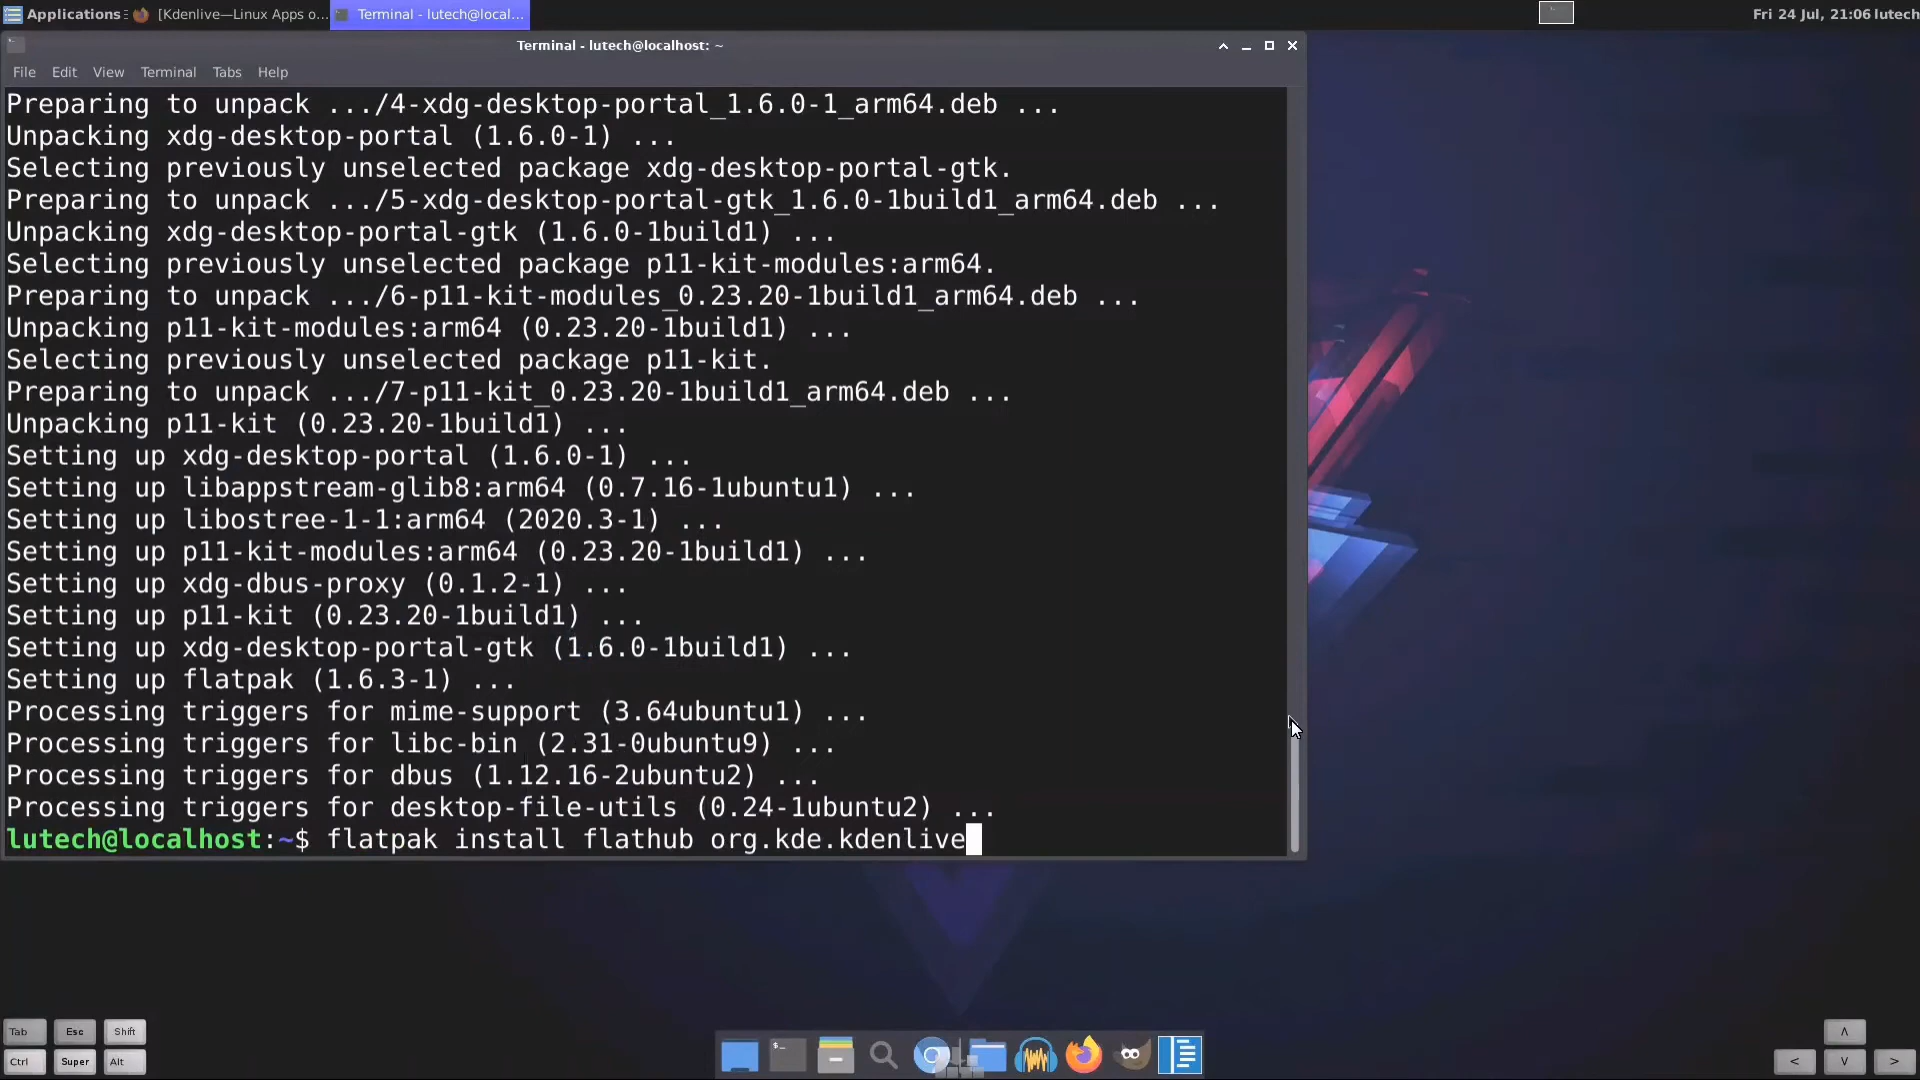 Applications
[Kdenlive—Linux Apps o...
Terminal - lutech@local...
Fri 24 Jul, 21:06 lutech
Terminal - lutech@localhost: ~
File Edit View Terminal Tabs Help
Preparing to unpack .../4-xdg-desktop-portal_1.6.0-1_arm64.deb ...
Unpacking xdg-desktop-portal (1.6.0-1) ...
Selecting previously unselected package xdg-desktop-portal-gtk.
Preparing to unpack .../5-xdg-desktop-portal-gtk_1.6.0-1build1_arm64.deb ...
Unpacking xdg-desktop-portal-gtk (1.6.0-1build1) ...
Selecting previously unselected package p11-kit-modules:arm64.
Preparing to unpack .../6-p11-kit-modules_0.23.20-1build1_arm64.deb ...
Unpacking p11-kit-modules:arm64 (0.23.20-1build1) ...
Selecting previously unselected package p11-kit.
Preparing to unpack .../7-p11-kit_0.23.20-1build1_arm64.deb ...
Unpacking p11-kit (0.23.20-1build1) ...
Setting up xdg-desktop-portal (1.6.0-1) ...
Setting up libappstream-glib8:arm64 (0.7.16-1ubuntu1) ...
Setting up libostree-1-1:arm64 (2020.3-1) ...
Setting up p11-kit-modules:arm64 (0.23.20-1build1) ...
Setting up xdg-dbus-proxy (0.1.2-1) ...
Setting up p11-kit (0.23.20-1build1) ...
Setting up xdg-desktop-portal-gtk (1.6.0-1build1) ...
Setting up flatpak (1.6.3-1) ...
Processing triggers for mime-support (3.64ubuntu1) ...
Processing triggers for libc-bin (2.31-0ubuntu9) ...
Processing triggers for dbus (1.12.16-2ubuntu2) ...
Processing triggers for desktop-file-utils (0.24-1ubuntu2) ...
lutech@localhost:~$ flatpak install flathub org.kde.kdenlive
Tab Esc Shift
Ctrl Super Alt